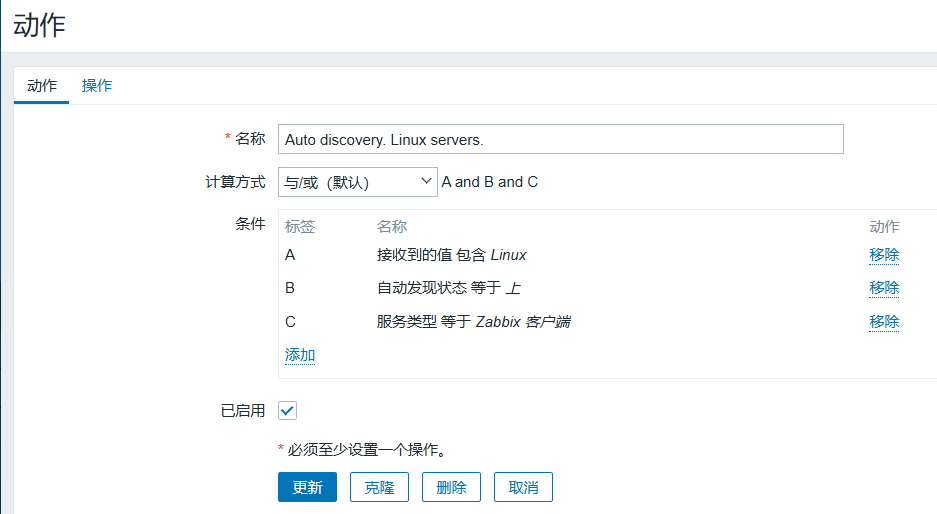 动作
动作 操作
* 名称 Auto discovery. Linux servers.
计算方式 与/或（默认） A and B and C
条件 标签 名称 动作
A 接收到的值 包含 Linux 移除
B 自动发现状态 等于 上 移除
C 服务类型 等于 Zabbix 客户端 移除
添加
已启用
* 必须至少设置一个操作。
更新 克隆 删除 取消